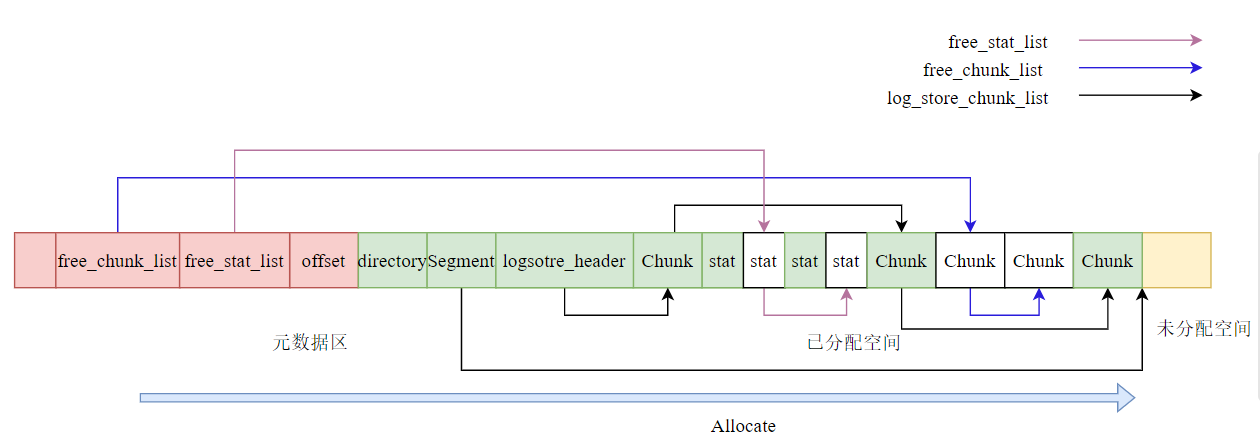 free_stat_list
free_chunk_list
log_store_chunk_list
free_chunk_list free_stat_list offset directory Segment logsotre_header Chunk stat stat stat stat Chunk Chunk Chunk Chunk
元数据区 已分配空间 未分配空间
Allocate